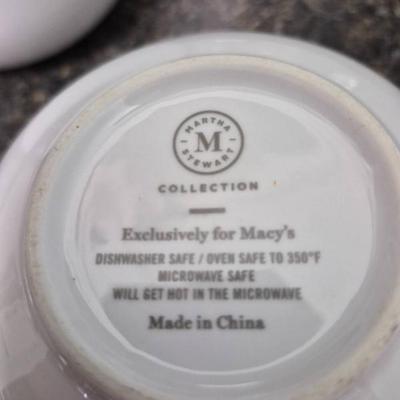 MARTHA
M
STEWART
COLLECTION
Exclusively for Macy's
DISHWASHER SAFE / OVEN SAFE TO 350°F
MICROWAVE SAFE
WILL GET HOT IN THE MICROWAVE
Made in China